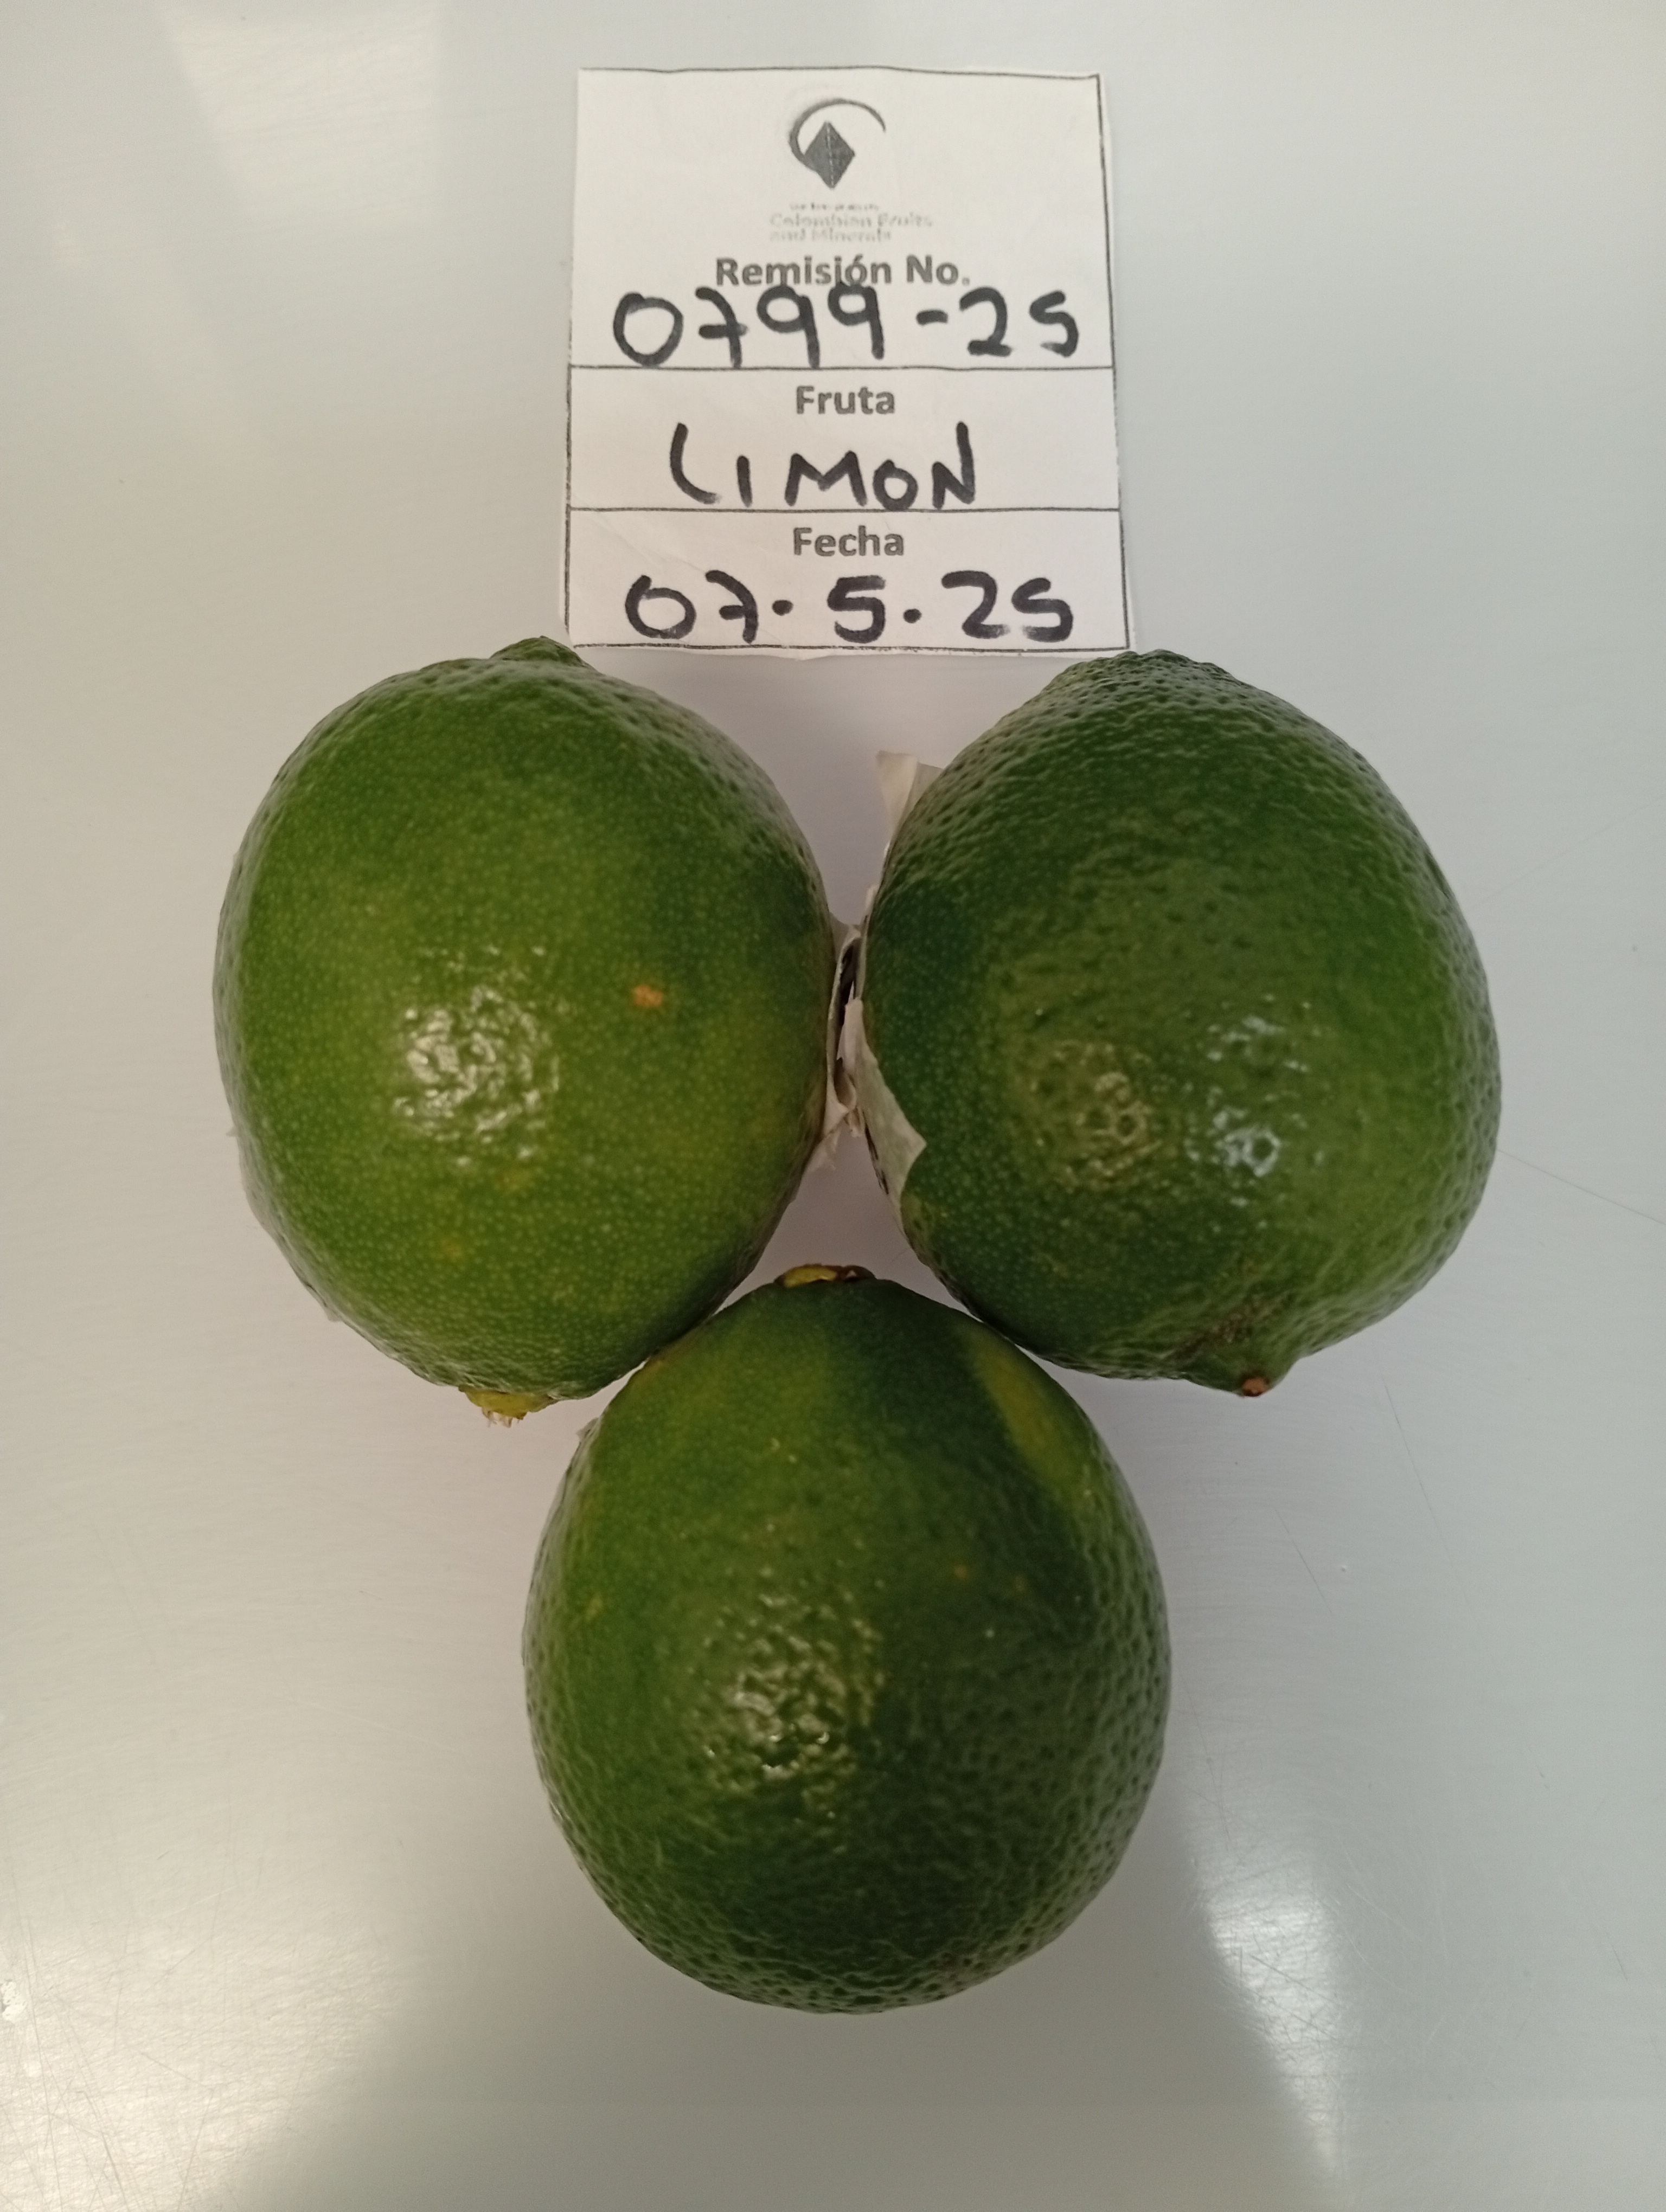 Colombian Fruits
and Minerals
Remisión No.
0799-25
Fruta
LIMON
Fecha
07.5.25